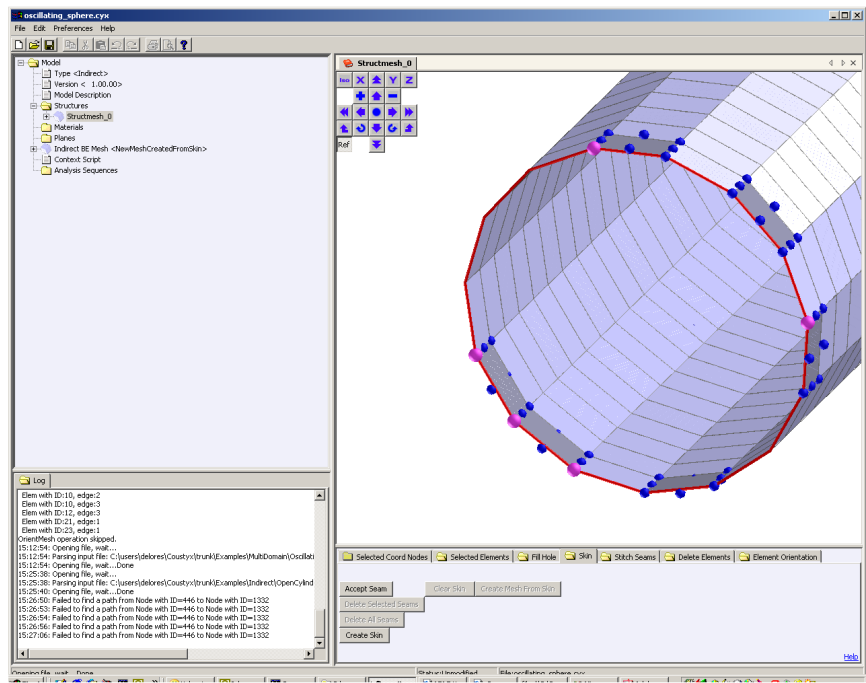 oscillating_sphere.cyx
File Edit Preferences Help
Model
Type <Indirect>
Version < 1.00.00>
Model Description
Structures
Structmesh_0
Materials
Planes
Indirect BE Mesh <NewMeshCreatedFromSkin>
Context Script
Analysis Sequences
Structmesh_0
Iso X Y Z
Ref
Log
Elem with ID:10, edge:2
Elem with ID:10, edge:3
Elem with ID:12, edge:3
Elem with ID:21, edge:1
Elem with ID:23, edge:1
OrientMesh operation skipped.
15:12:54: Opening file, wait...
15:12:54: Parsing input file: C:\users\delores\Coustyx\trunk\Examples\MultiDomain\Oscillati
15:12:54: Opening file, wait...Done
15:25:38: Opening file, wait...
15:25:38: Parsing input file: C:\users\delores\Coustyx\trunk\Examples\Indirect\OpenCylind
15:25:40: Opening file, wait...Done
15:26:50: Failed to find a path from Node with ID=446 to Node with ID=1332
15:26:53: Failed to find a path from Node with ID=446 to Node with ID=1332
15:26:54: Failed to find a path from Node with ID=446 to Node with ID=1332
15:26:56: Failed to find a path from Node with ID=446 to Node with ID=1332
15:27:06: Failed to find a path from Node with ID=446 to Node with ID=1332
Selected Coord Nodes Selected Elements Fill Hole Skin Stitch Seams Delete Elements Element Orientation
Accept Seam Clear Skin Create Mesh From Skin
Delete Selected Seams
Delete All Seams
Create Skin
Help
Opening file, wait...Done Status:Unmodified File:oscillating_sphere.cyx